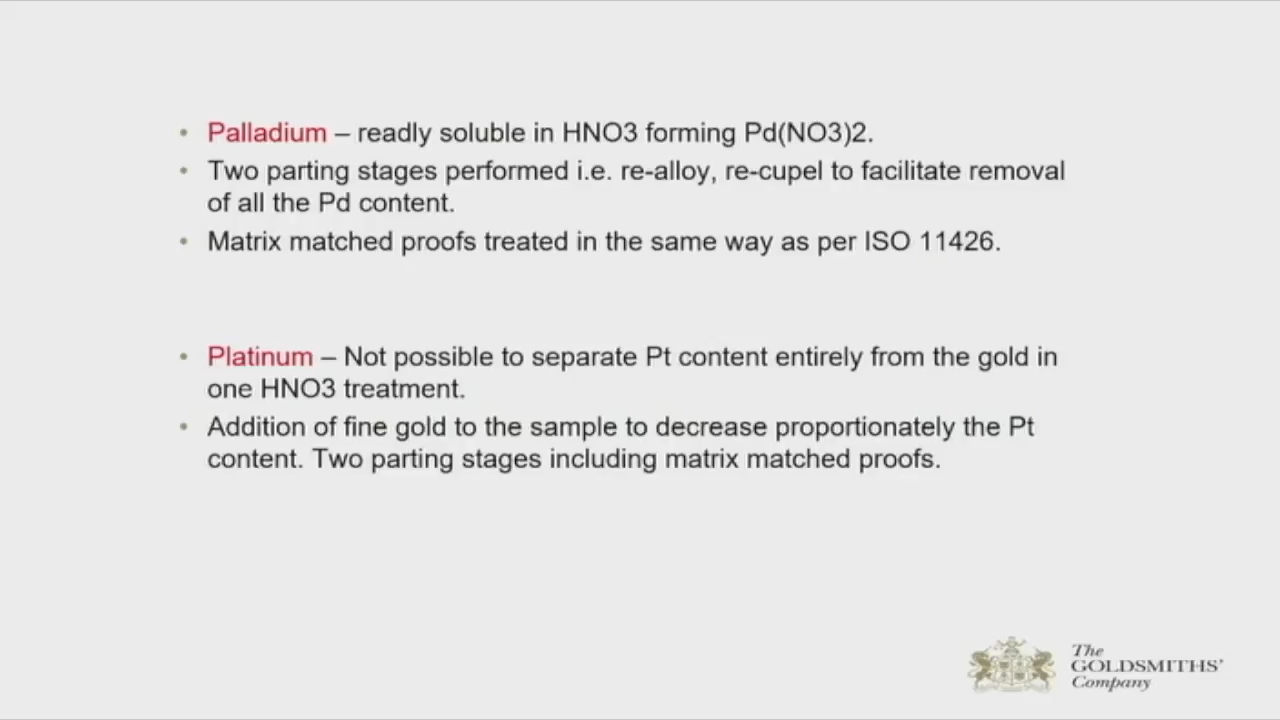 • Palladium – readly soluble in HNO3 forming Pd(NO3)2.
• Two parting stages performed i.e. re-alloy, re-cupel to facilitate removal
of all the Pd content.
• Matrix matched proofs treated in the same way as per ISO 11426.
• Platinum – Not possible to separate Pt content entirely from the gold in
one HNO3 treatment.
• Addition of fine gold to the sample to decrease proportionately the Pt
content. Two parting stages including matrix matched proofs.
The
GOLDSMITHS'
Company